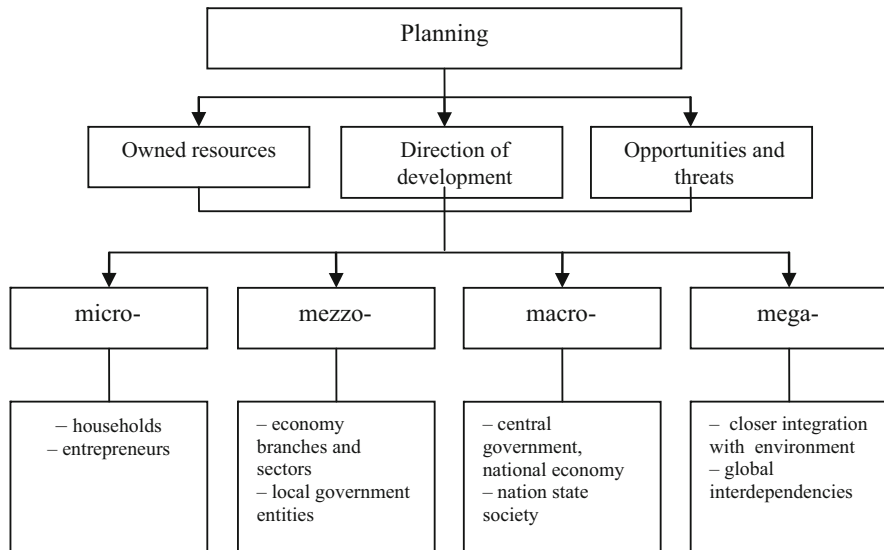 Planning
Owned resources
Direction of
development
Opportunities and
threats
micro-
mezzo-
macro-
mega-
– households
– entrepreneurs
– economy
branches and
sectors
– local government
entities
– central
government,
national economy
– nation state
society
– closer integration
with environment
– global
interdependencies